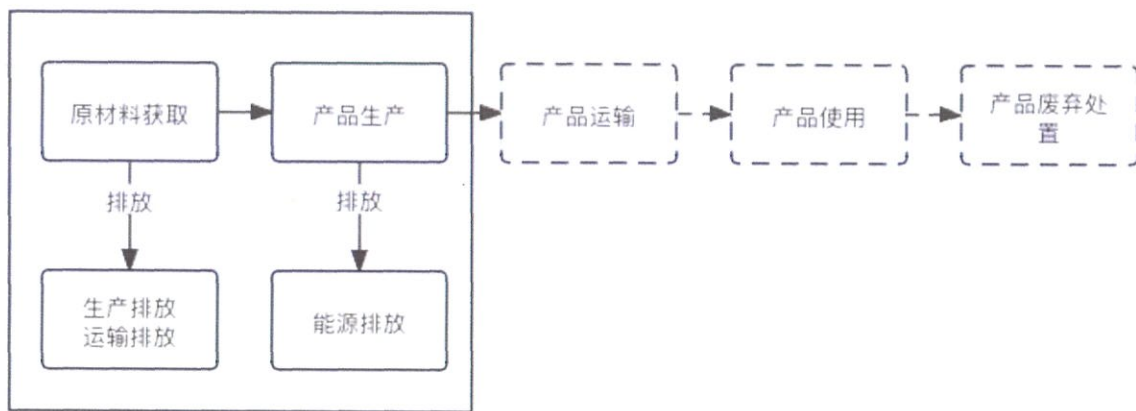 原材料获取
产品生产
产品运输
产品使用
产品废弃处
置
排放
排放
生产排放
运输排放
能源排放